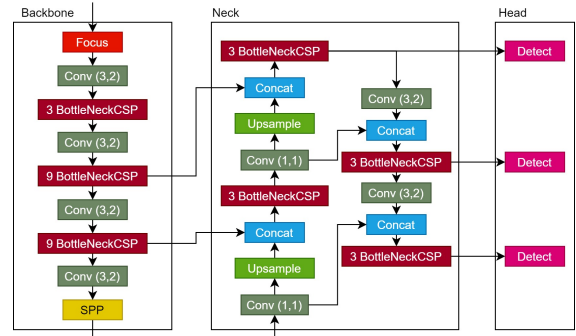 Backbone
Focus
Conv (3,2)
3 BottleNeckCSP
Conv (3,2)
9 BottleNeckCSP
Conv (3,2)
9 BottleNeckCSP
Conv (3,2)
SPP
Neck
3 BottleNeckCSP
Concat
Upsample
Conv (1,1)
3 BottleNeckCSP
Concat
Upsample
Conv (1,1)
Conv (3,2)
Concat
3 BottleNeckCSP
Conv (3,2)
Concat
3 BottleNeckCSP
Head
Detect
Detect
Detect